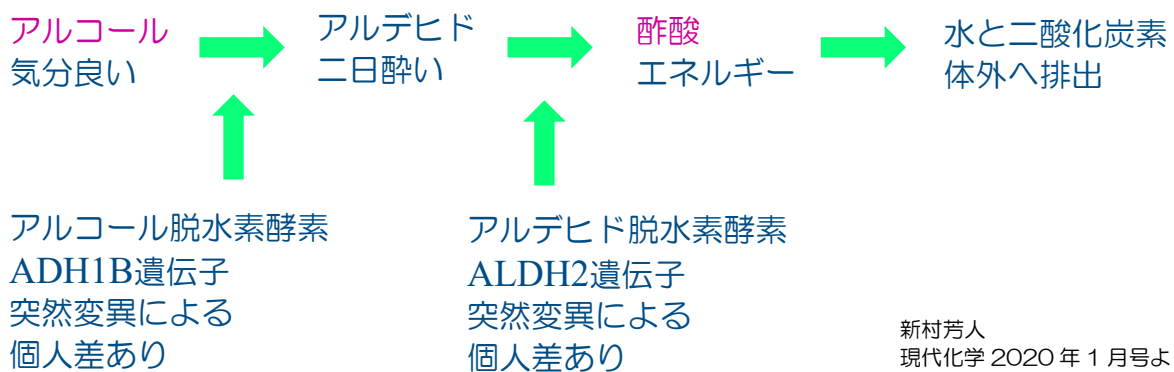 アルコール
気分良い
アルデヒド
二日酔い
酢酸
エネルギー
水と二酸化炭素
体外へ排出
アルコール脱水素酵素
ADH1B遺伝子
突然変異による
個人差あり
アルデヒド脱水素酵素
ALDH2遺伝子
突然変異による
個人差あり
新村芳人
現代化学 2020 年 1 月号よ